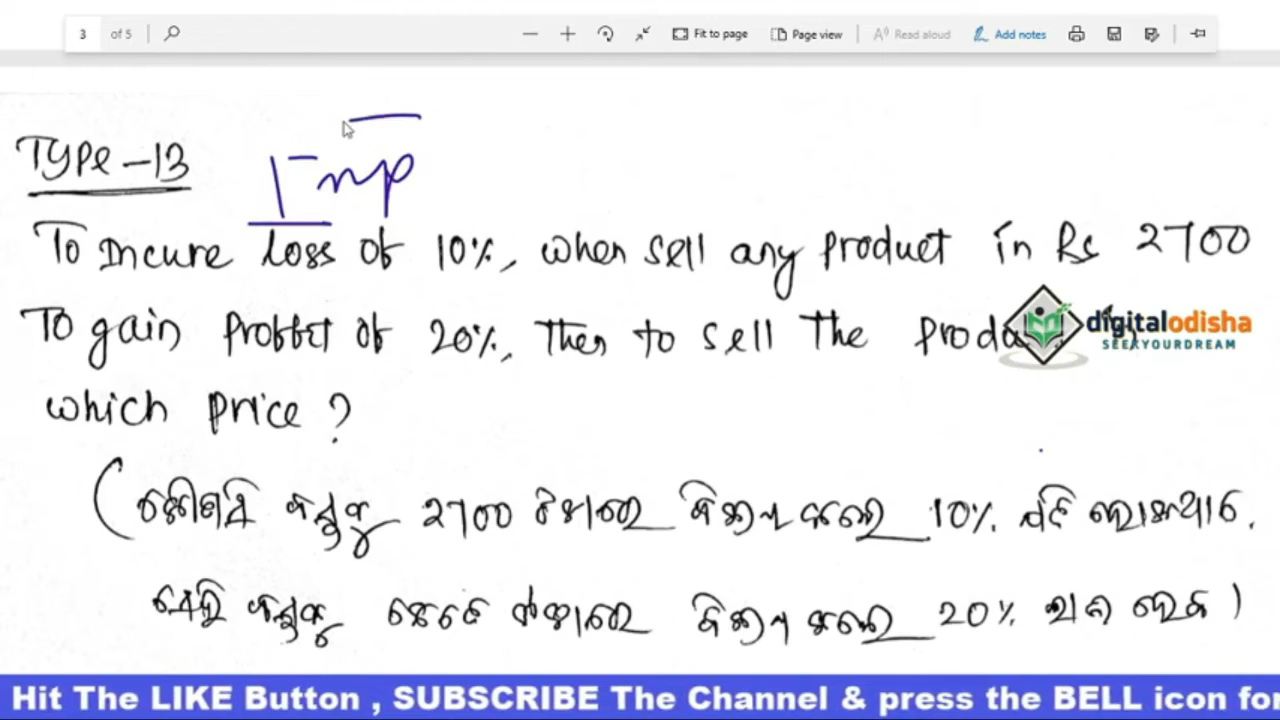 3 of 5 Fit to page Page view Read aloud Add notes
TYPE-13 Imp
To Incure loss of 10%, when sell any product in Rs 2700
To gain Proffit of 20%, Then to sell The Produ
digitalodisha
SEEKYOURDREAM
which price ?
(କୌଣସି ବସ୍ତୁକୁ 2700 ଟଙ୍କାରେ ବିକ୍ରୟ କଲେ 10% କ୍ଷତି
ବସ୍ତୁକୁ କେତେ ଟଙ୍କାରେ ବିକ୍ରୟ କଲେ 20% ଲାଭ ହେବ)
Hit The LIKE Button , SUBSCRIBE The Channel & press the BELL icon for